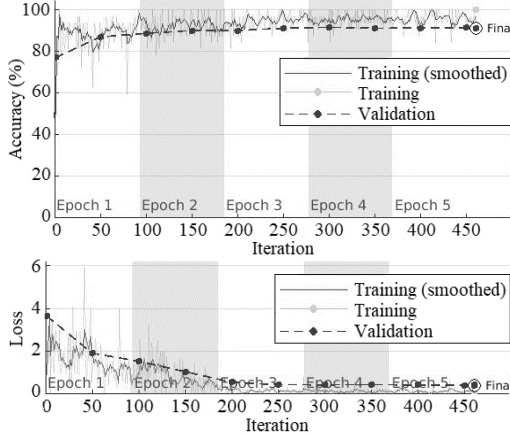 100
80
60
40
20
0
Accuracy (%)
Final
Training (smoothed)
Training
Validation
Epoch 1 Epoch 2 Epoch 3 Epoch 4 Epoch 5
0 50 100 150 200 250 300 350 400 450
Iteration
6
4
2
0
Loss
Training (smoothed)
Training
Validation
Final
Epoch 1 Epoch 2 Epoch 3 Epoch 4 Epoch 5
0 50 100 150 200 250 300 350 400 450
Iteration